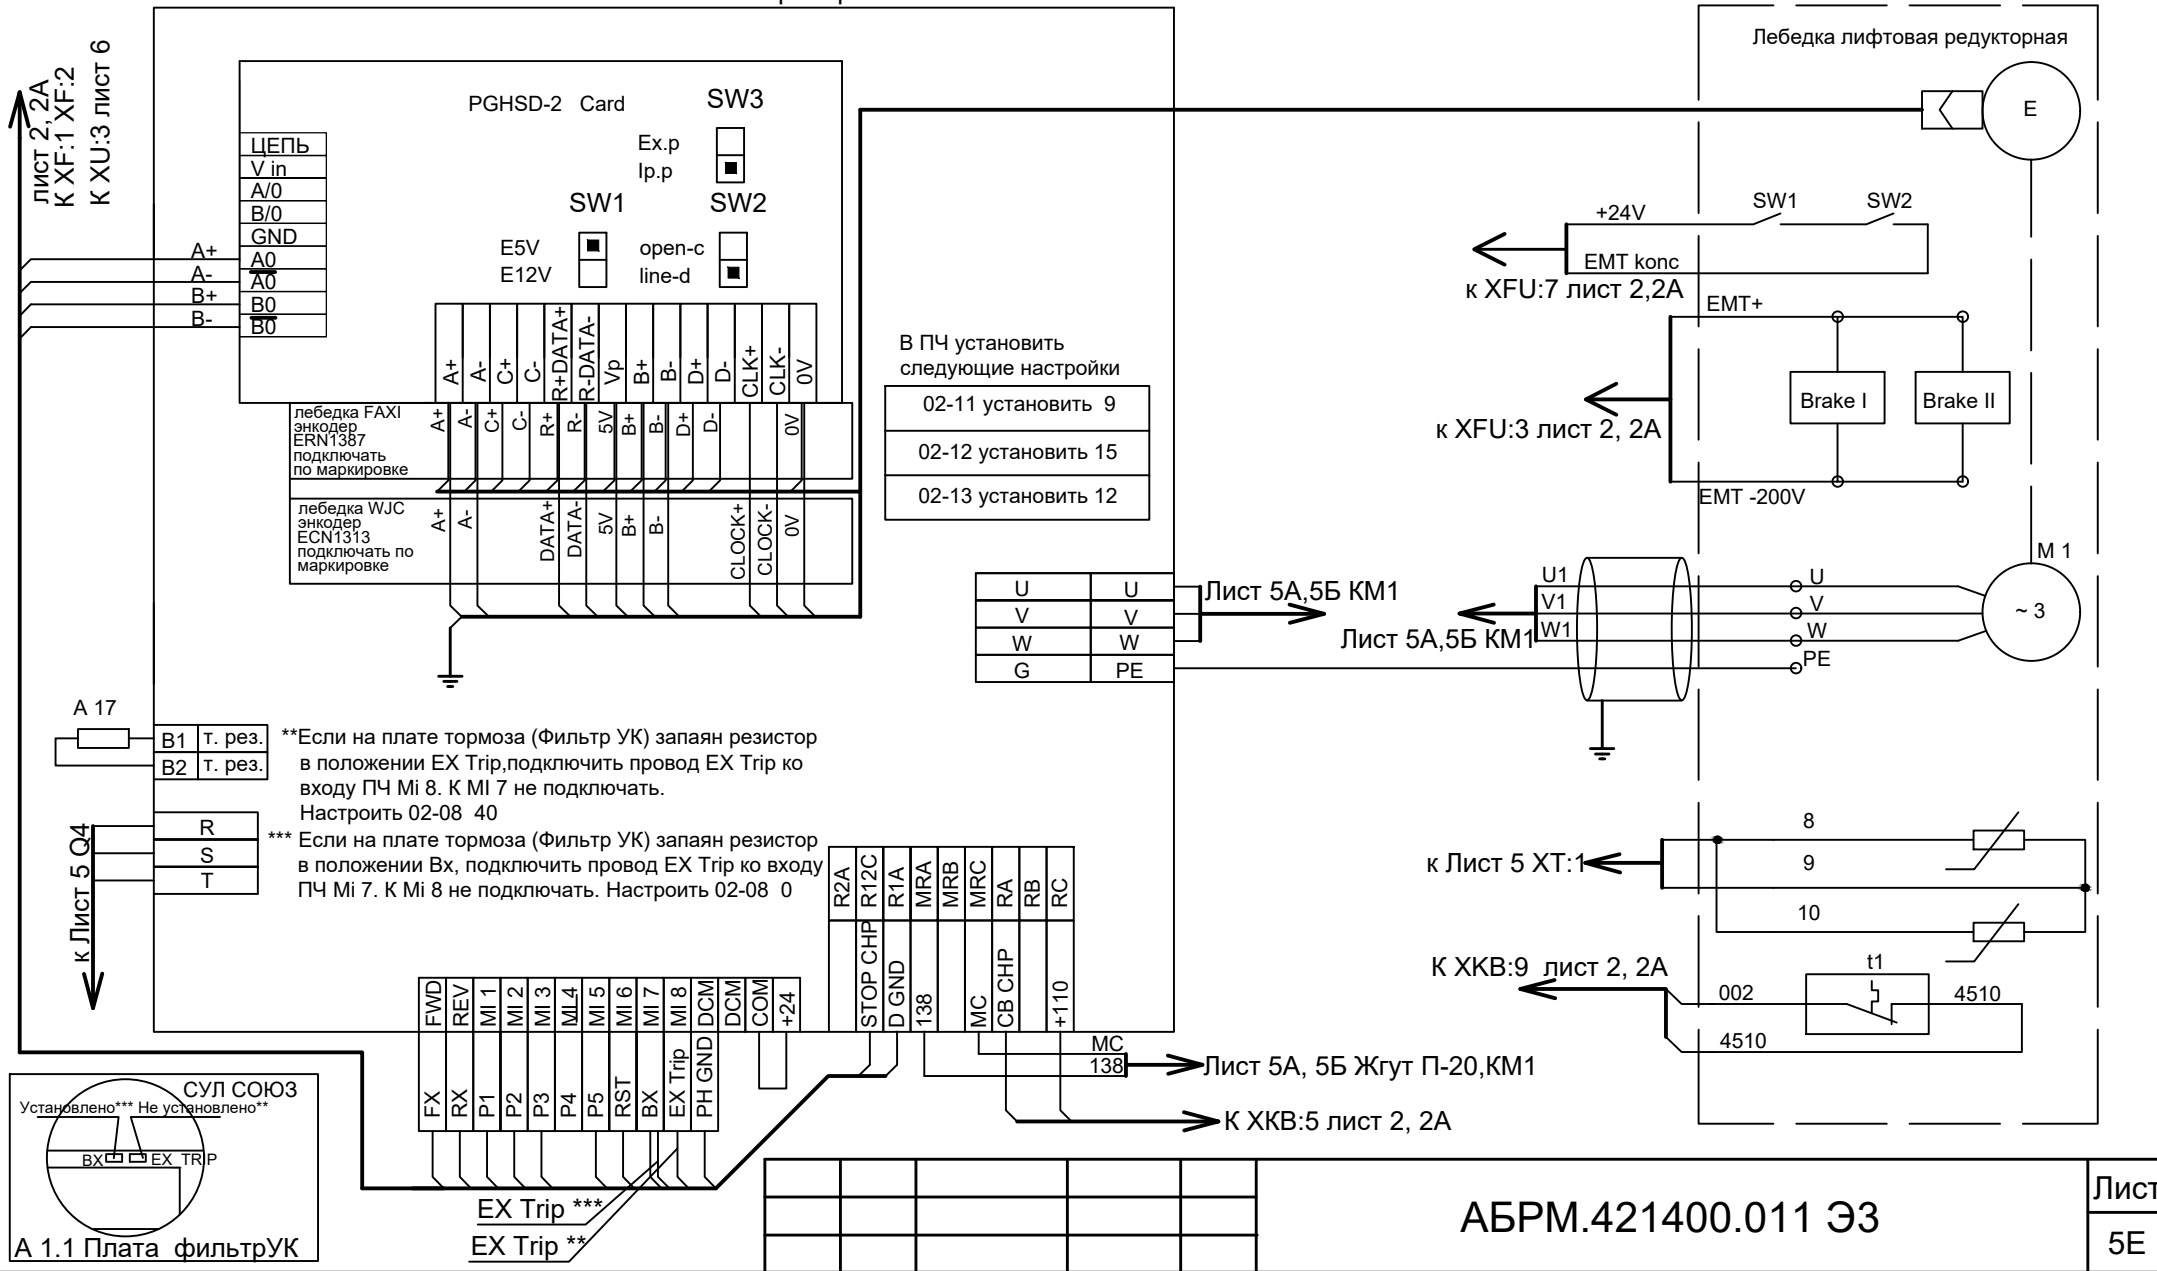 лист 2, 2А
К XF:1 XF:2
К XU:3 лист 6
PGHSD-2 Card
SW3
Ex.p
Ip.p
SW1
SW2
E5V
E12V
open-c
line-d
ЦЕПЬ
V in
A/0
B/0
GND
A0
A0
B0
B0
A+
A-
B+
B-
A+
A-
C+
C-
R+DATA+
R-DATA-
Vp
B+
B-
D+
D-
CLK+
CLK-
0V
лебедка FAXI
энкодер
ERN1387
подключать
по маркировке
A+
A-
C+
C-
R+
R-
5V
B+
B-
D+
D-
0V
лебедка WJC
энкодер
ECN1313
подключать по
маркировке
A+
A-
DATA+
DATA-
5V
B+
B-
CLOCK+
CLOCK-
0V
В ПЧ установить
следующие настройки
02-11 установить 9
02-12 установить 15
02-13 установить 12
U U
V V
W W
G PE
Лист 5А,5Б КМ1
Лист 5А,5Б КМ1
Лебедка лифтовая редукторная
E
+24V
SW1
SW2
EMT konc
к XFU:7 лист 2,2А
EMT+
Brake I
Brake II
к XFU:3 лист 2, 2А
EMT -200V
M 1
U1
V1
W1
U
V
W
PE
~ 3
A 17
B1 т. рез.
B2 т. рез.
**Если на плате тормоза (Фильтр УК) запаян резистор
в положении EX Trip,подключить провод EX Trip ко
входу ПЧ Mi 8. К MI 7 не подключать.
Настроить 02-08 40
*** Если на плате тормоза (Фильтр УК) запаян резистор
в положении Вх, подключить провод EX Trip ко входу
ПЧ Mi 7. К Mi 8 не подключать. Настроить 02-08 0
R
S
T
к Лист 5 Q4
R2A
R12C
R1A
MRA
MRB
MRC
RA
RB
RC
STOP CHP
D GND
138
MC
CB CHP
+110
FWD
REV
MI 1
MI 2
MI 3
MI 4
MI 5
MI 6
MI 7
MI 8
DCM
DCM
COM
+24
FX
RX
P1
P2
P3
P4
P5
RST
BX
EX Trip
PH GND
MC
138
Лист 5А, 5Б Жгут П-20,КМ1
К ХКВ:5 лист 2, 2А
к Лист 5 ХТ:1
8
9
10
К ХКВ:9 лист 2, 2А
t1
002
4510
4510
СУЛ СОЮЗ
Установлено*** Не установлено**
BX
EX TRIP
А 1.1 Плата фильтрУК
EX Trip ***
EX Trip **
АБРМ.421400.011 Э3
Лист
5Е